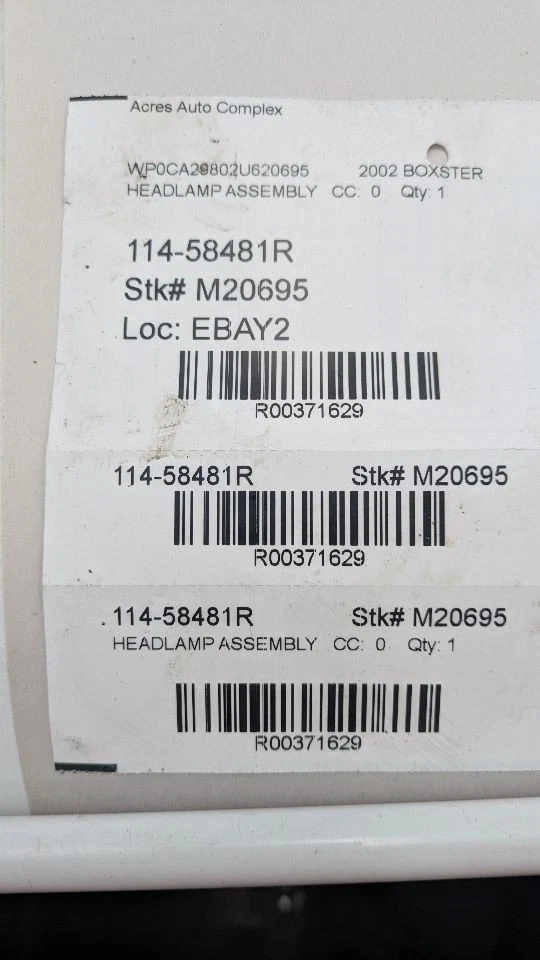 Acres Auto Complex
WP0CA29802U620695 2002 BOXSTER
HEADLAMP ASSEMBLY CC: 0 Qty: 1
114-58481R
Stk# M20695
Loc: EBAY2
R00371629
114-58481R Stk# M20695
R00371629
114-58481R Stk# M20695
HEADLAMP ASSEMBLY CC: 0 Qty: 1
R00371629